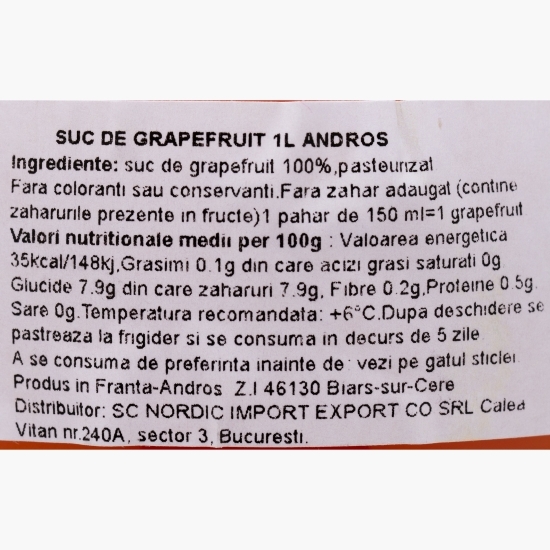 SUC DE GRAPEFRUIT 1L ANDROS
Ingrediente: suc de grapefruit 100%,pasteurizat
Fara coloranti sau conservanti.Fara zahar adaugat (contine
zaharurile prezente in fructe)1 pahar de 150 ml=1 grapefruit
Valori nutritionale medii per 100g : Valoarea energetica
35kcal/148kj,Grasimi 0.1g din care acizi grasi saturati 0g
Glucide 7.9g din care zaharuri 7.9g, Fibre 0.2g,Proteine 0.5g.
Sare 0g.Temperatura recomandata: +6°C.Dupa deschidere se
pastreaza la frigider si se consuma in decurs de 5 zile
A se consuma de preferinta inainte de: vezi pe gatul sticlei
Produs in Franta-Andros Z.I 46130 Biars-sur-Cere
Distribuitor: SC NORDIC IMPORT EXPORT CO SRL Calea
Vitan nr.240A, sector 3, Bucuresti.